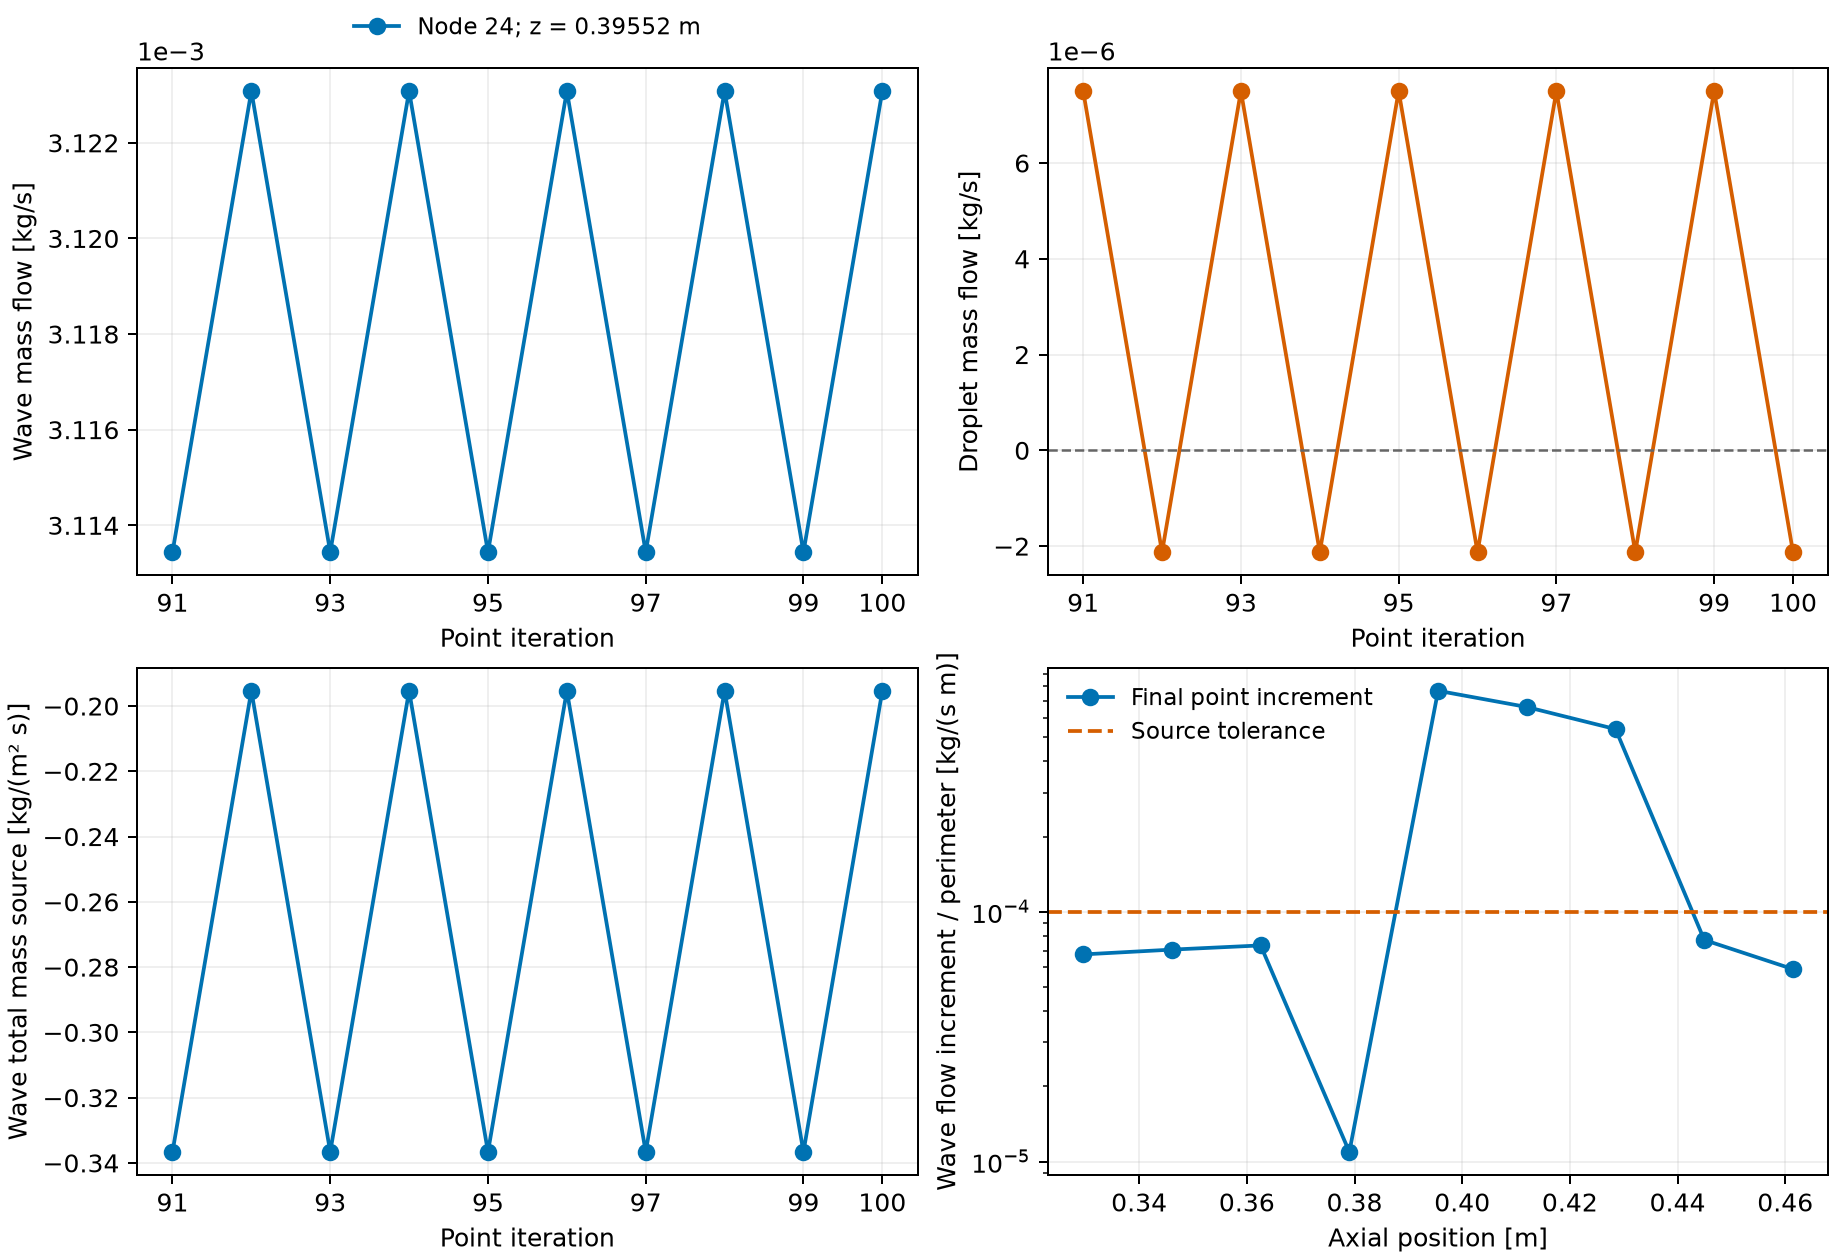 Node 24; z = 0.39552 m
1e−3
Wave mass flow [kg/s]
3.122
3.120
3.118
3.116
3.114
91 93 95 97 99 100
Point iteration
1e−6
Droplet mass flow [kg/s]
6
4
2
0
−2
91 93 95 97 99 100
Point iteration
Wave total mass source [kg/(m² s)]
−0.20
−0.22
−0.24
−0.26
−0.28
−0.30
−0.32
−0.34
91 93 95 97 99 100
Point iteration
Wave flow increment / perimeter [kg/(s m)]
Final point increment
Source tolerance
10⁻⁴
10⁻⁵
0.34 0.36 0.38 0.40 0.42 0.44 0.46
Axial position [m]